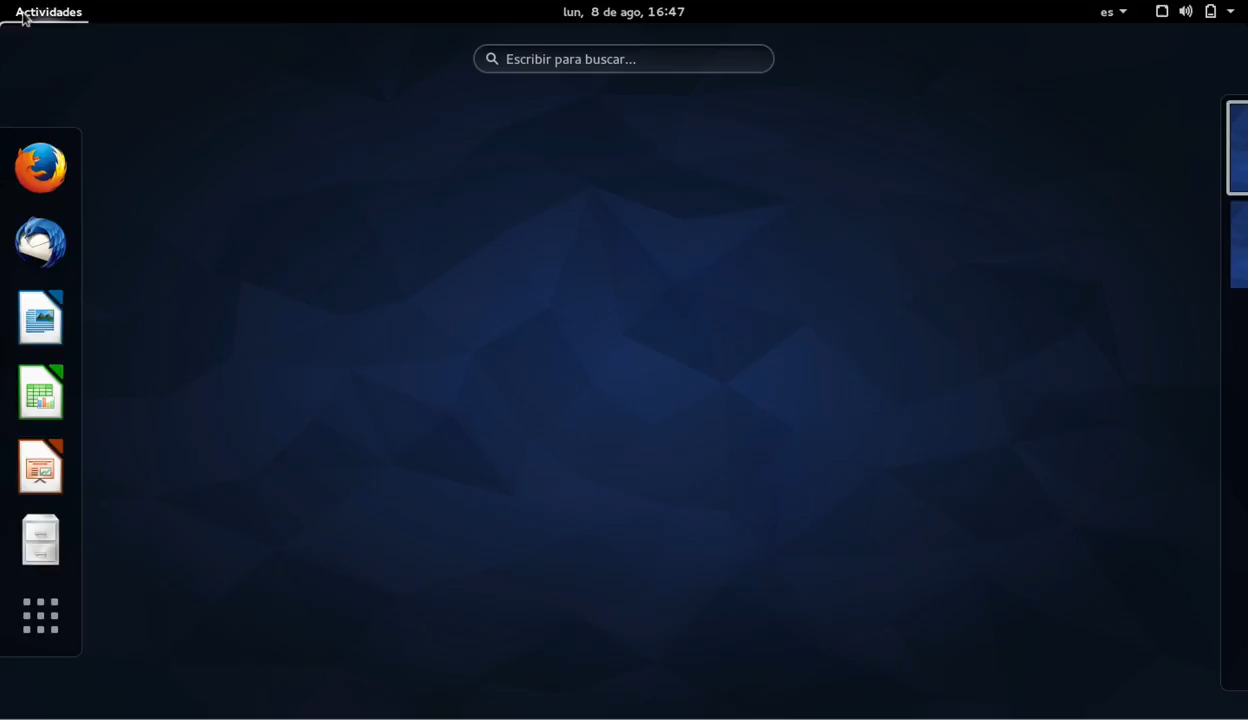 Actividades
lun, 8 de ago, 16:47
es
Escribir para buscar...